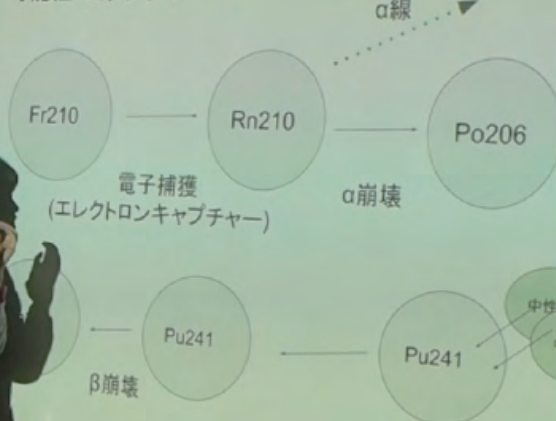 α線
Fr210
Rn210
Po206
電子捕獲
(エレクトロンキャプチャー)
α崩壊
Pu241
Pu241
中性
β崩壊